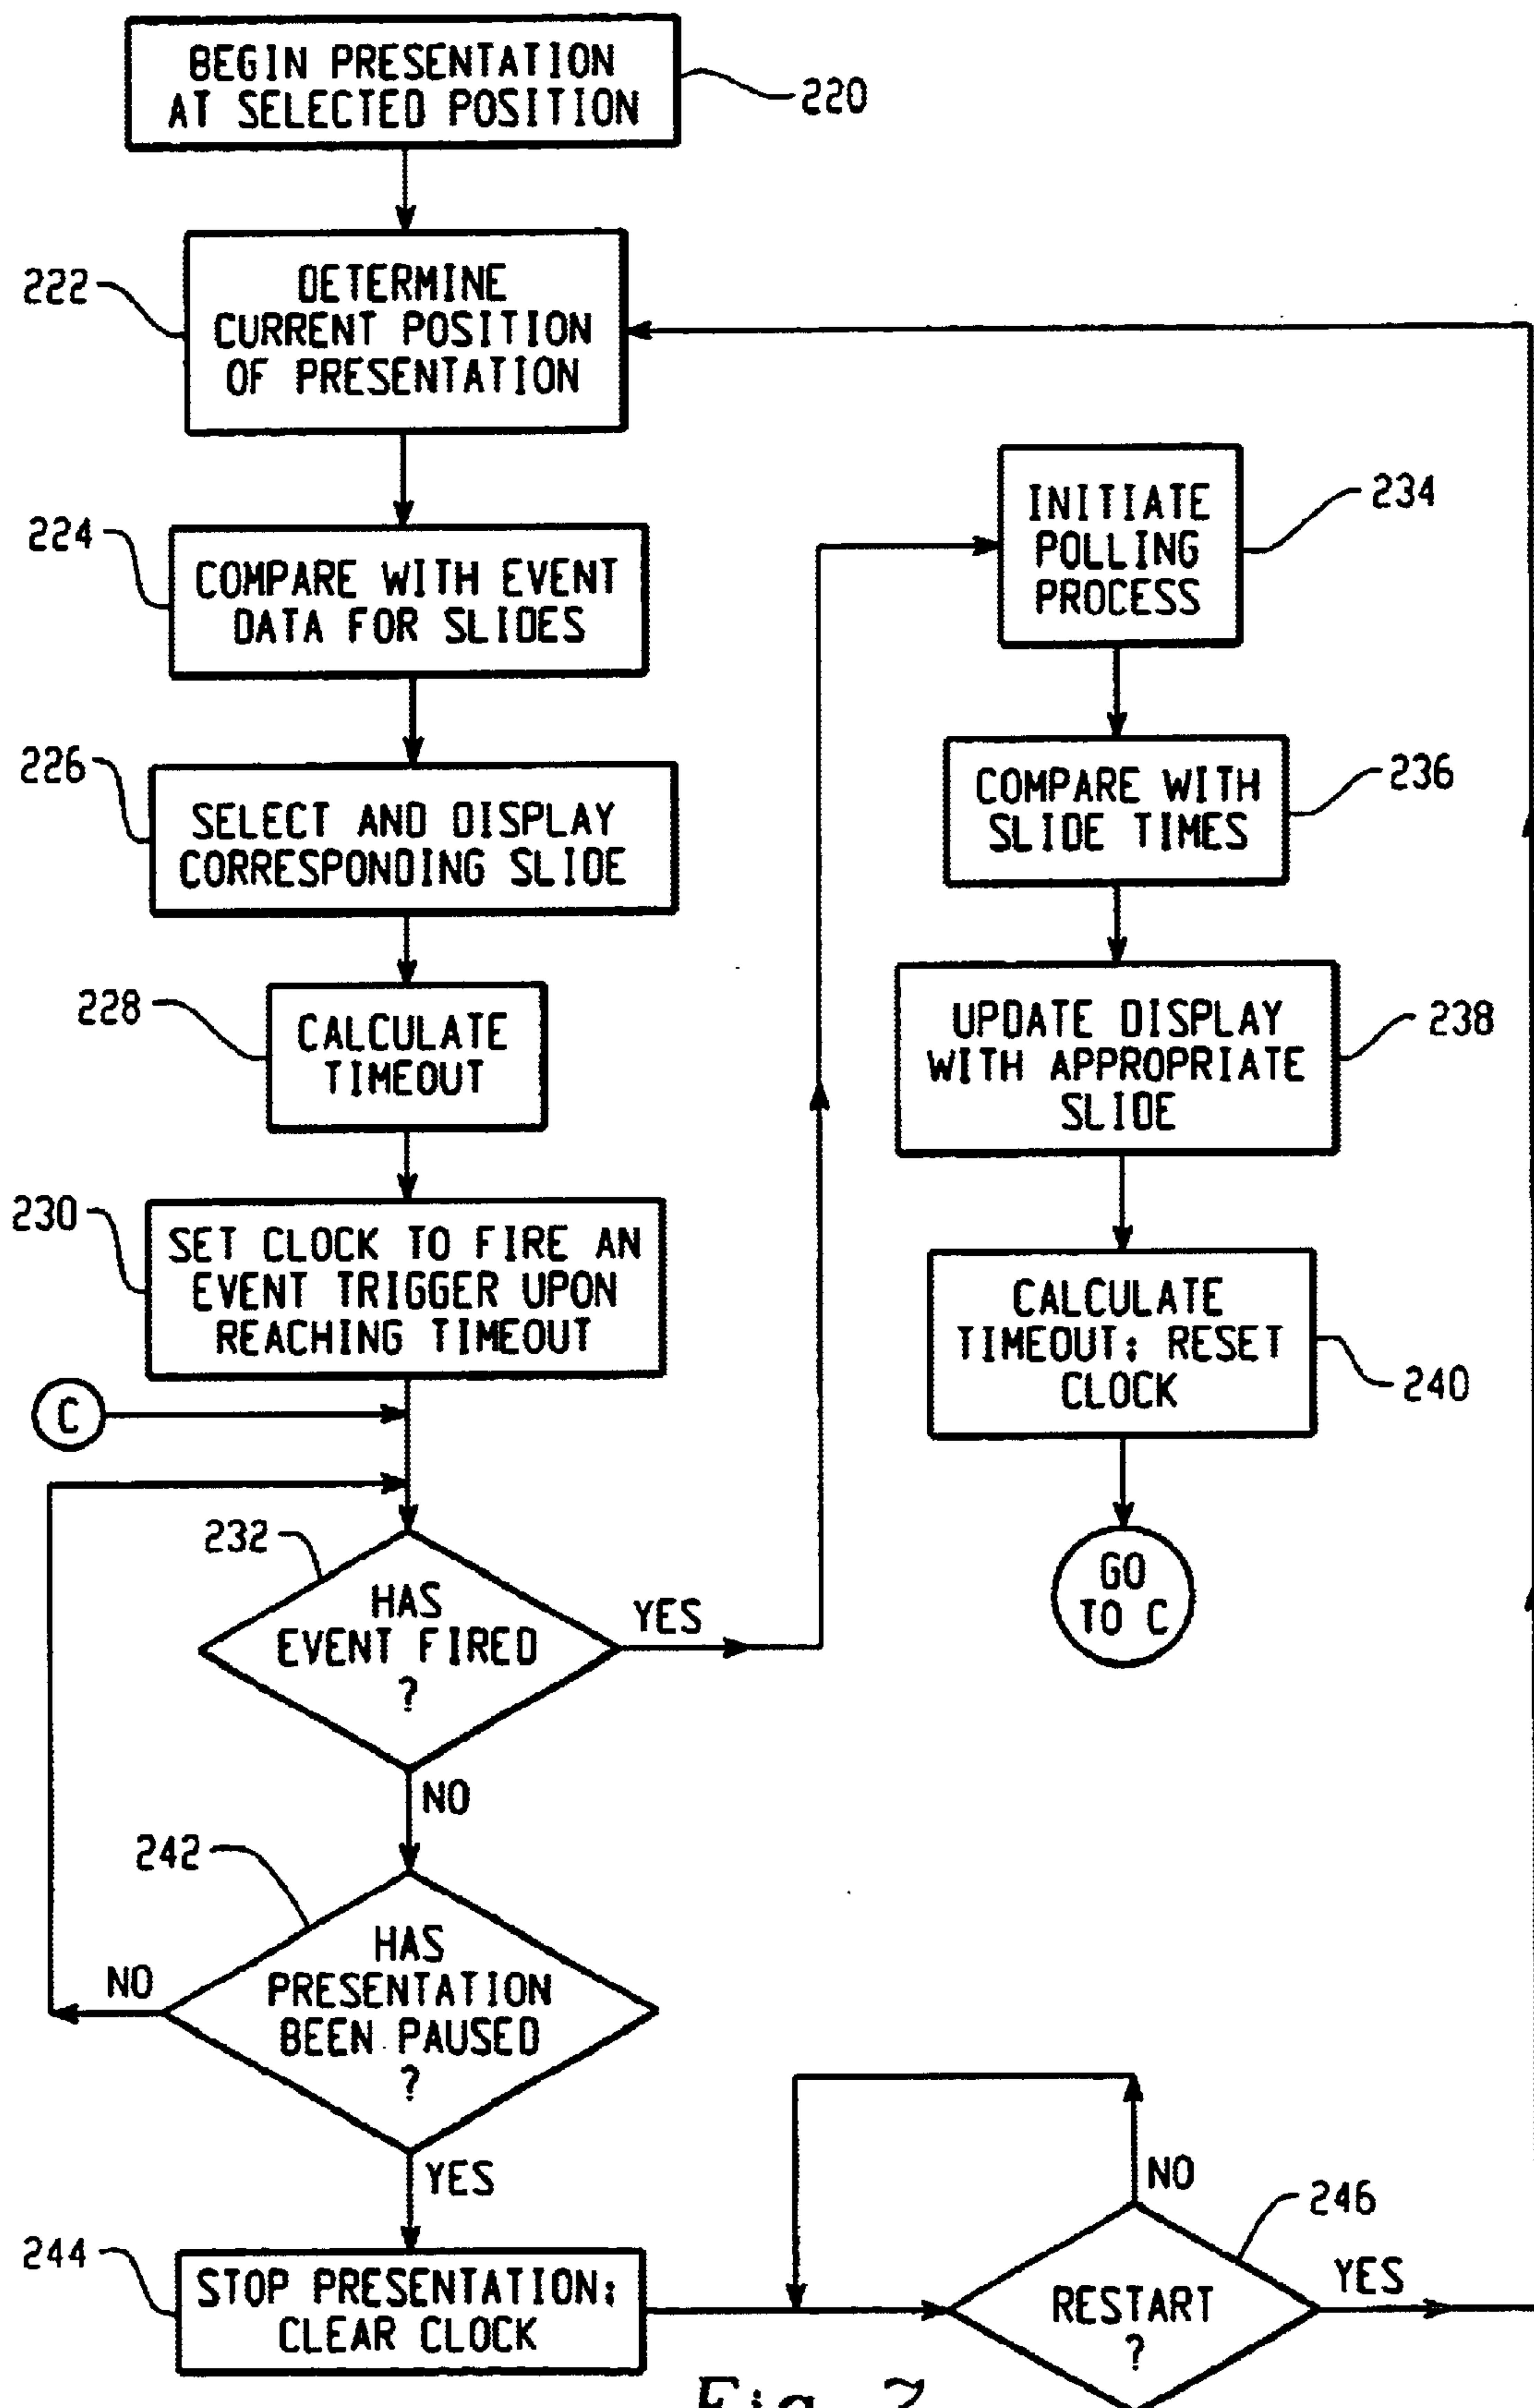 BEGIN PRESENTATION
AT SELECTED POSITION
220
222
DETERMINE
CURRENT POSITION
OF PRESENTATION
224
COMPARE WITH EVENT
DATA FOR SLIDES
226
SELECT AND DISPLAY
CORRESPONDING SLIDE
228
CALCULATE
TIMEOUT
230
SET CLOCK TO FIRE AN
EVENT TRIGGER UPON
REACHING TIMEOUT
C
232
HAS
EVENT FIRED
?
YES
NO
234
INITIATE
POLLING
PROCESS
236
COMPARE WITH
SLIDE TIMES
238
UPDATE DISPLAY
WITH APPROPRIATE
SLIDE
240
CALCULATE
TIMEOUT; RESET
CLOCK
GO
TO C
242
HAS
PRESENTATION
BEEN PAUSED
?
NO
YES
244
STOP PRESENTATION;
CLEAR CLOCK
246
RESTART
?
NO
YES
Fig.